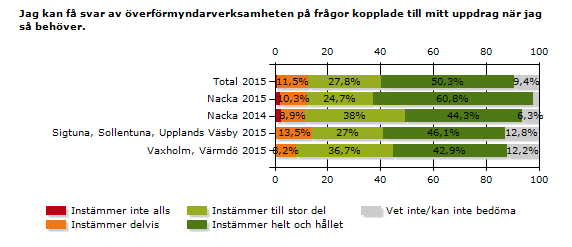 Jag kan få svar av överförmyndarverksamheten på frågor kopplade till mitt uppdrag när jag
så behöver.
0 20 40 60 80 100
Total 2015 11,5% 27,8% 50,3% 9,4%
Nacka 2015 10,3% 24,7% 60,8%
Nacka 2014 8,9% 38% 44,3% 6,3%
Sigtuna, Sollentuna, Upplands Väsby 2015 13,5% 27% 46,1% 12,8%
Vaxholm, Värmdö 2015 8,2% 36,7% 42,9% 12,2%
0 20 40 60 80 100
Instämmer inte alls Instämmer till stor del Vet inte/kan inte bedöma
Instämmer delvis Instämmer helt och hållet